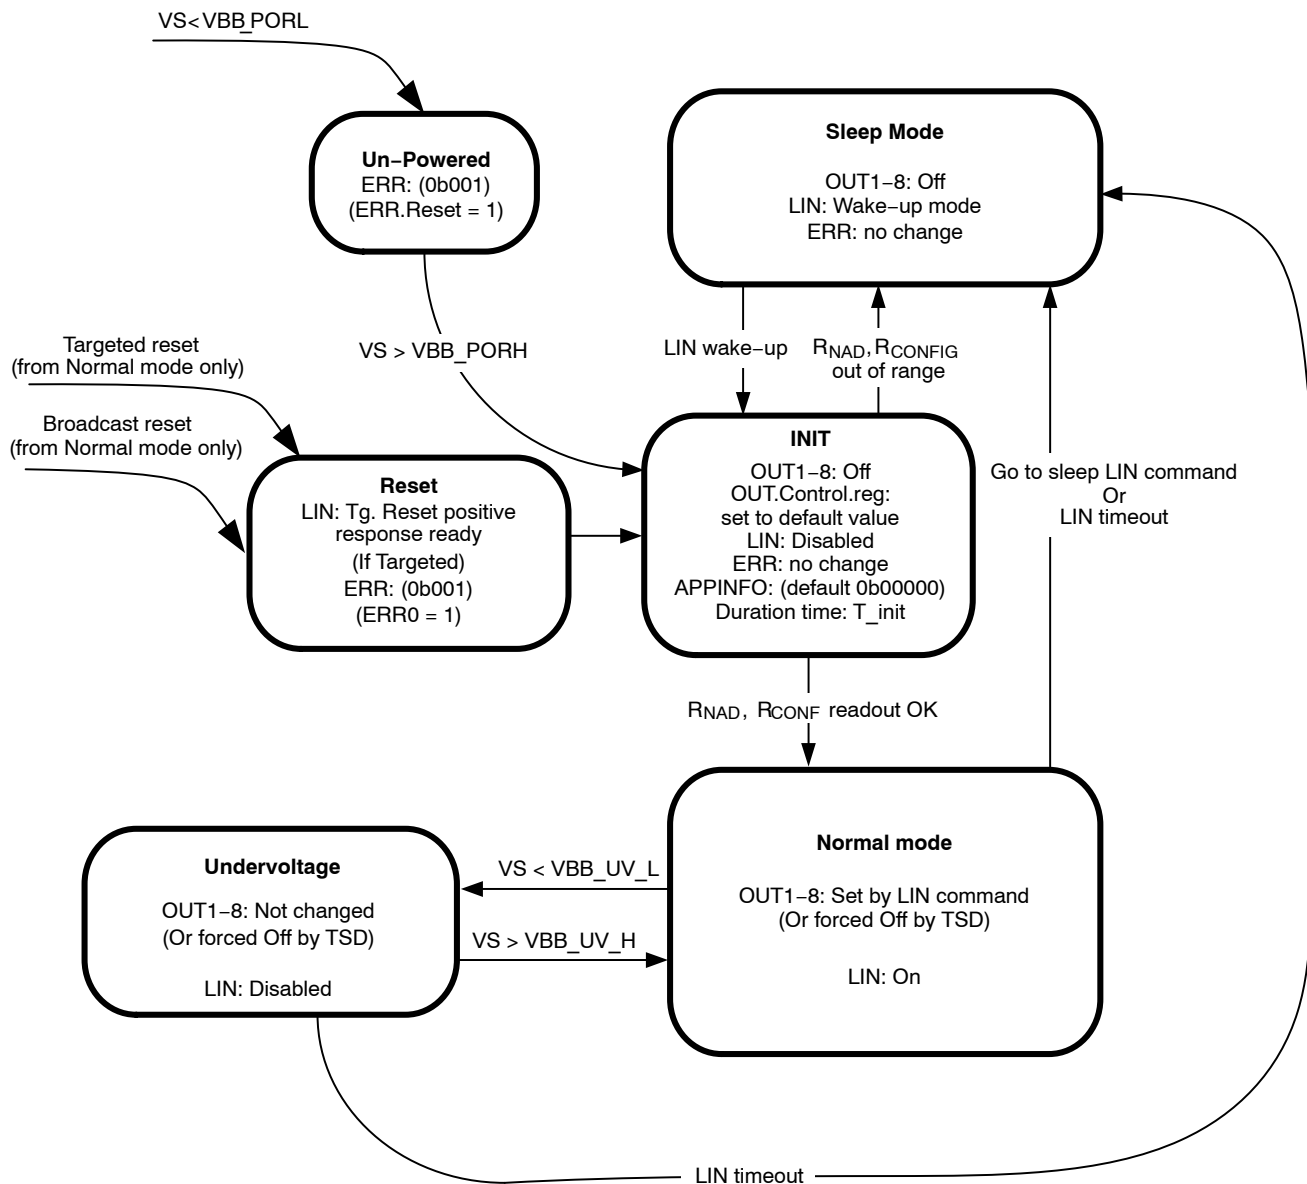 VS<VBB_PORL
Un−Powered
ERR: (0b001)
(ERR.Reset = 1)
Sleep Mode
OUT1−8: Off
LIN: Wake−up mode
ERR: no change
VS > VBB_PORH
LIN wake−up
RNAD, RCONFIG
out of range
Targeted reset
(from Normal mode only)
Broadcast reset
(from Normal mode only)
Reset
LIN: Tg. Reset positive
response ready
(If Targeted)
ERR: (0b001)
(ERR0 = 1)
INIT
OUT1−8: Off
OUT.Control.reg:
set to default value
LIN: Disabled
ERR: no change
APPINFO: (default 0b00000)
Duration time: T_init
Go to sleep LIN command
Or
LIN timeout
RNAD, RCONF readout OK
Undervoltage
OUT1−8: Not changed
(Or forced Off by TSD)
LIN: Disabled
VS < VBB_UV_L
VS > VBB_UV_H
Normal mode
OUT1−8: Set by LIN command
(Or forced Off by TSD)
LIN: On
LIN timeout